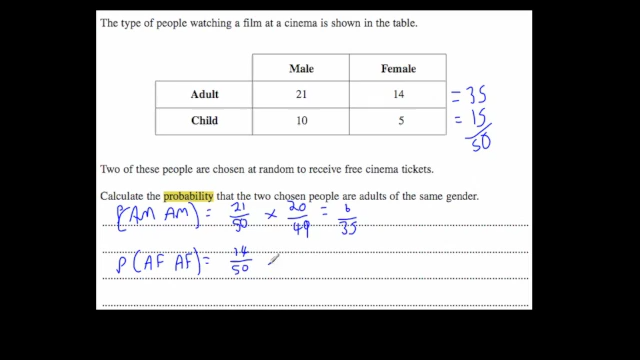 The type of people watching a film at a cinema is shown in the table.
Male Female
Adult 21 14 = 35
Child 10 5 = 15
50
Two of these people are chosen at random to receive free cinema tickets.
Calculate the probability that the two chosen people are adults of the same gender.
P(AM AM) = 21/50 × 20/49 = 6/35
P(AF AF) = 14/50